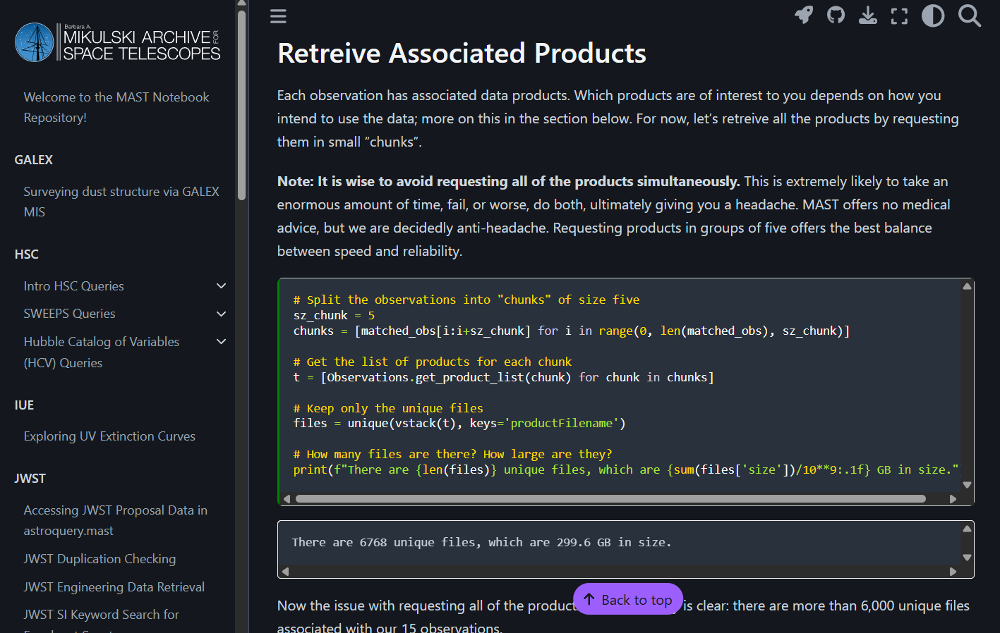 Barbara A.
MIKULSKI ARCHIVE FOR
SPACE TELESCOPES
Welcome to the MAST Notebook
Repository!
GALEX
Surveying dust structure via GALEX
MIS
HSC
Intro HSC Queries
SWEEPS Queries
Hubble Catalog of Variables
(HCV) Queries
IUE
Exploring UV Extinction Curves
JWST
Accessing JWST Proposal Data in
astroquery.mast
JWST Duplication Checking
JWST Engineering Data Retrieval
JWST SI Keyword Search for
Retreive Associated Products
Each observation has associated data products. Which products are of interest to you depends on how you
intend to use the data; more on this in the section below. For now, let’s retreive all the products by requesting
them in small “chunks”.
Note: It is wise to avoid requesting all of the products simultaneously. This is extremely likely to take an
enormous amount of time, fail, or worse, do both, ultimately giving you a headache. MAST offers no medical
advice, but we are decidedly anti-headache. Requesting products in groups of five offers the best balance
between speed and reliability.
# Split the observations into "chunks" of size five
sz_chunk = 5
chunks = [matched_obs[i:i+sz_chunk] for i in range(0, len(matched_obs), sz_chunk)]
# Get the list of products for each chunk
t = [Observations.get_product_list(chunk) for chunk in chunks]
# Keep only the unique files
files = unique(vstack(t), keys='productFilename')
# How many files are there? How large are they?
print(f"There are {len(files)} unique files, which are {sum(files['size'])/10**9:.1f} GB in size."
There are 6768 unique files, which are 299.6 GB in size.
Back to top
Now the issue with requesting all of the is clear: there are more than 6,000 unique files
associated with our 15 observations.